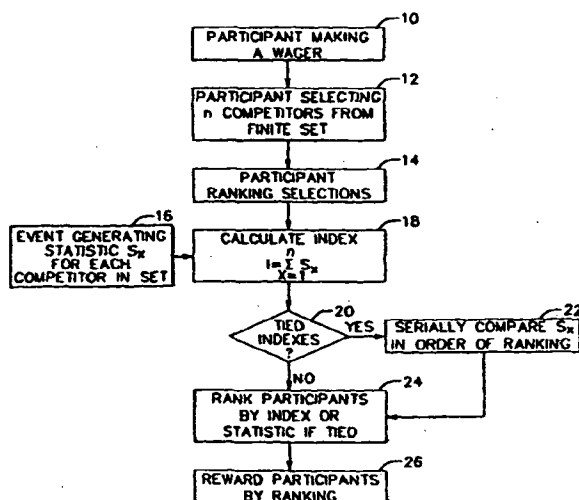 10
PARTICIPANT MAKING
A WAGER
12
PARTICIPANT SELECTING
n COMPETITORS FROM
FINITE SET
14
PARTICIPANT
RANKING SELECTIONS
16
EVENT GENERATING
STATISTIC Sx
FOR EACH
COMPETITOR IN SET
18
CALCULATE INDEX
n
I=Σ Sx
X=1
20
TIED
INDEXES
?
YES
22
SERIALLY COMPARE Sx
IN ORDER OF RANKING
NO
24
RANK PARTICIPANTS
BY INDEX OR
STATISTIC IF TIED
26
REWARD PARTICIPANTS
BY RANKING